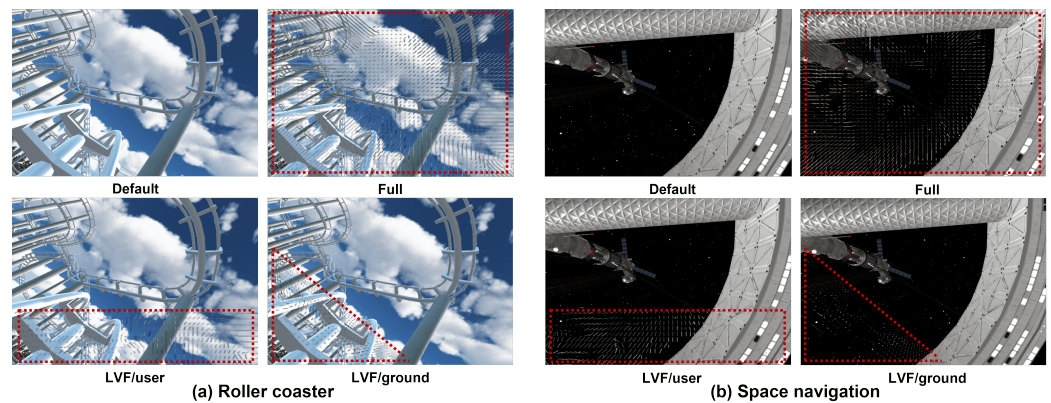 Default
Full
Default
Full
LVF/user
LVF/ground
LVF/user
LVF/ground
(a) Roller coaster
(b) Space navigation